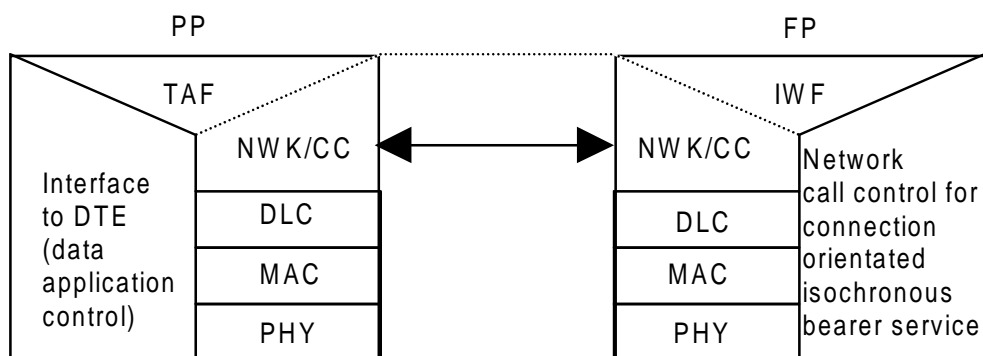 PP
FP
TAF
IWF
NWK/CC
NWK/CC
Interface
to DTE
(data
application
control)
DLC
MAC
PHY
DLC
MAC
PHY
Network
call control for
connection
orientated
isochronous
bearer service